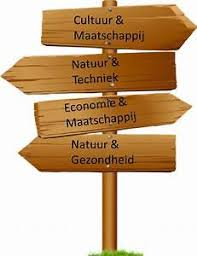 Cultuur &
Maatschappij
Natuur &
Techniek
Economie &
Maatschappij
Natuur &
Gezondheid